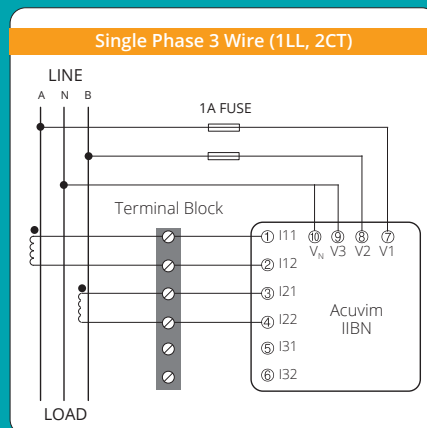 Single Phase 3 Wire (1LL, 2CT)
LINE
A N B
1A FUSE
Terminal Block
1 I11 10 9 8 7
VN V3 V2 V1
2 I12
3 I21
Acuvim
IIBN
4 I22
5 I31
6 I32
LOAD